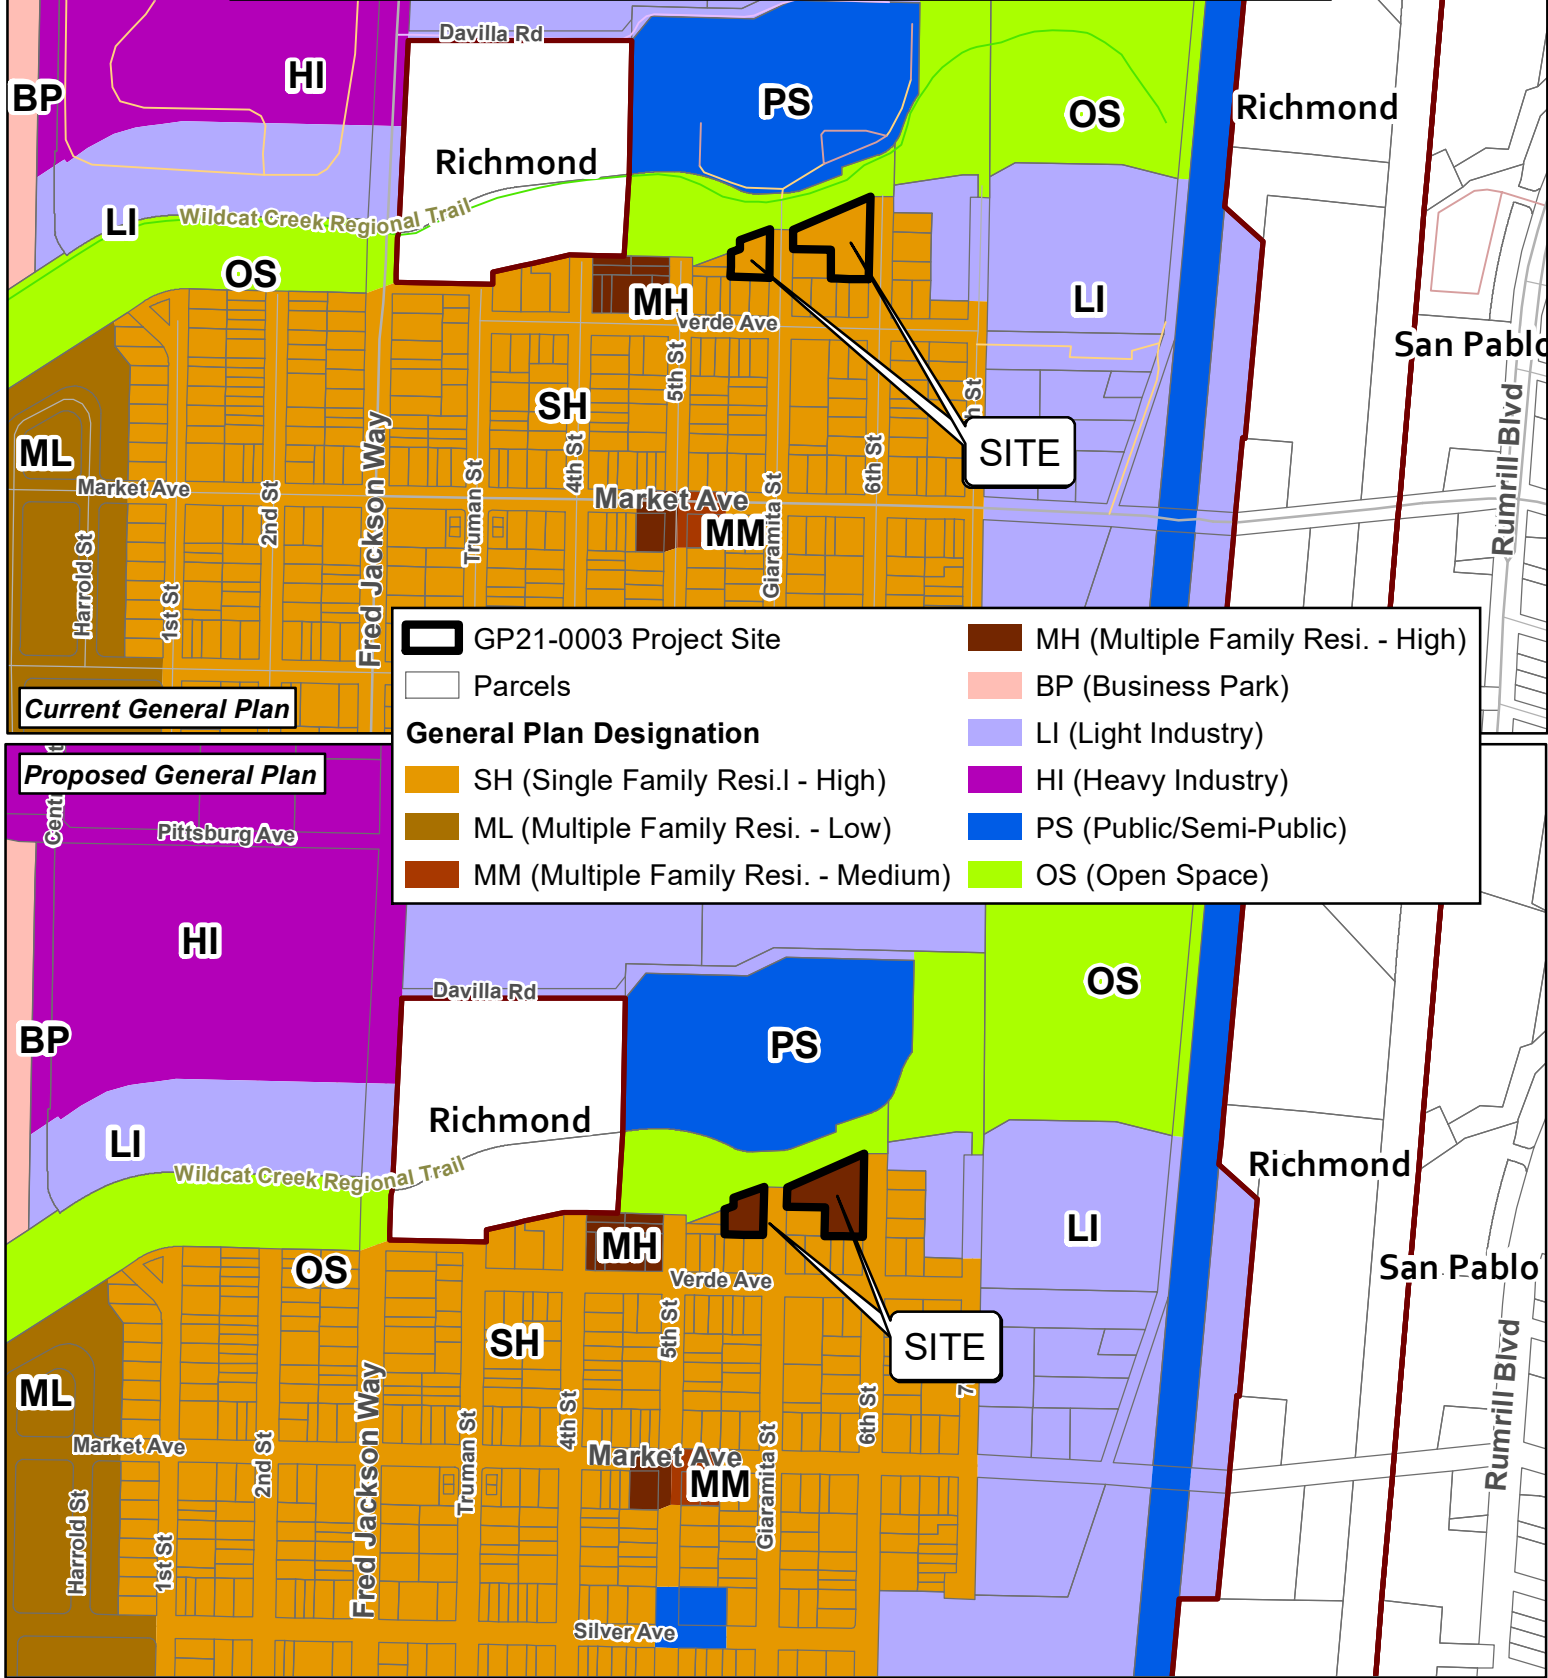 Davilla Rd
HI
BP
PS
OS
Richmond
Richmond
LI
Wildcat Creek Regional Trail
OS
MH
LI
Verde Ave
San Pablo
5th St
SH
h St
Rumrill Blvd
ML
4th St
6th St
SITE
Fred Jackson Way
Truman St
Market Ave
2nd St
Market Ave
MM
Giaramita St
Harrold St
1st St
Current General Plan
GP21-0003 Project Site
Parcels
General Plan Designation
SH (Single Family Resi.l - High)
ML (Multiple Family Resi. - Low)
MM (Multiple Family Resi. - Medium)
MH (Multiple Family Resi. - High)
BP (Business Park)
LI (Light Industry)
HI (Heavy Industry)
PS (Public/Semi-Public)
OS (Open Space)
Proposed General Plan
Pittsburg Ave
HI
OS
Davilla Rd
BP
PS
Richmond
LI
Richmond
Wildcat Creek Regional Trail
MH
LI
OS
Verde Ave
San Pablo
5th St
SH
SITE
7
ML
Rumrill Blvd
Fred Jackson Way
4th St
6th St
Truman St
Market Ave
2nd St
Market Ave
MM
Giaramita St
Harrold St
1st St
Silver Ave